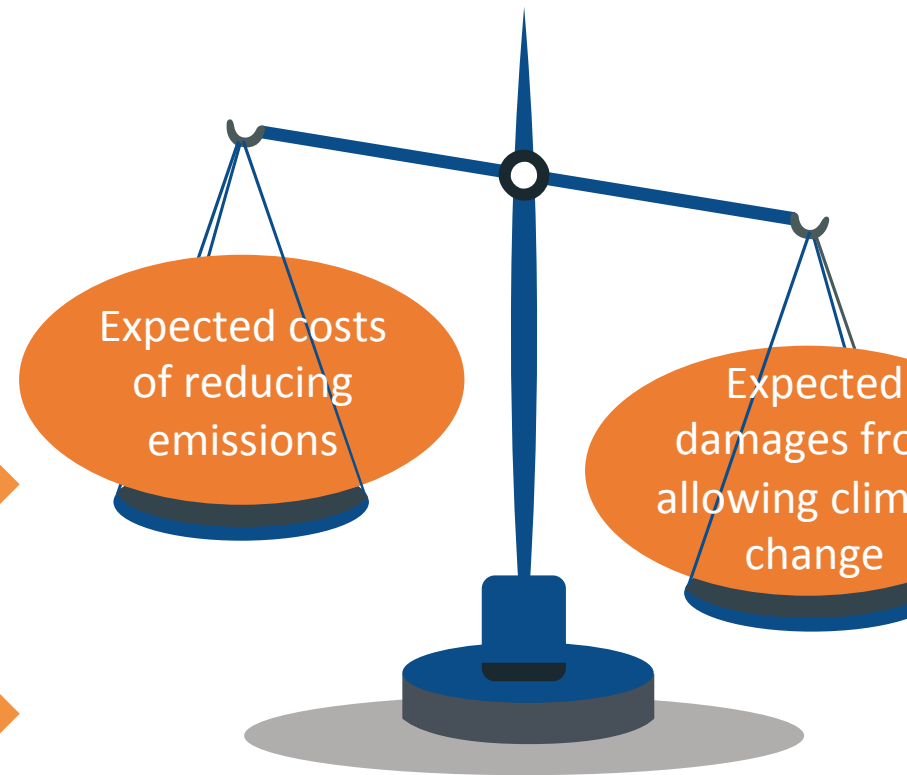 Expected costs
of reducing
emissions
Expected
damages fro
allowing clim
change